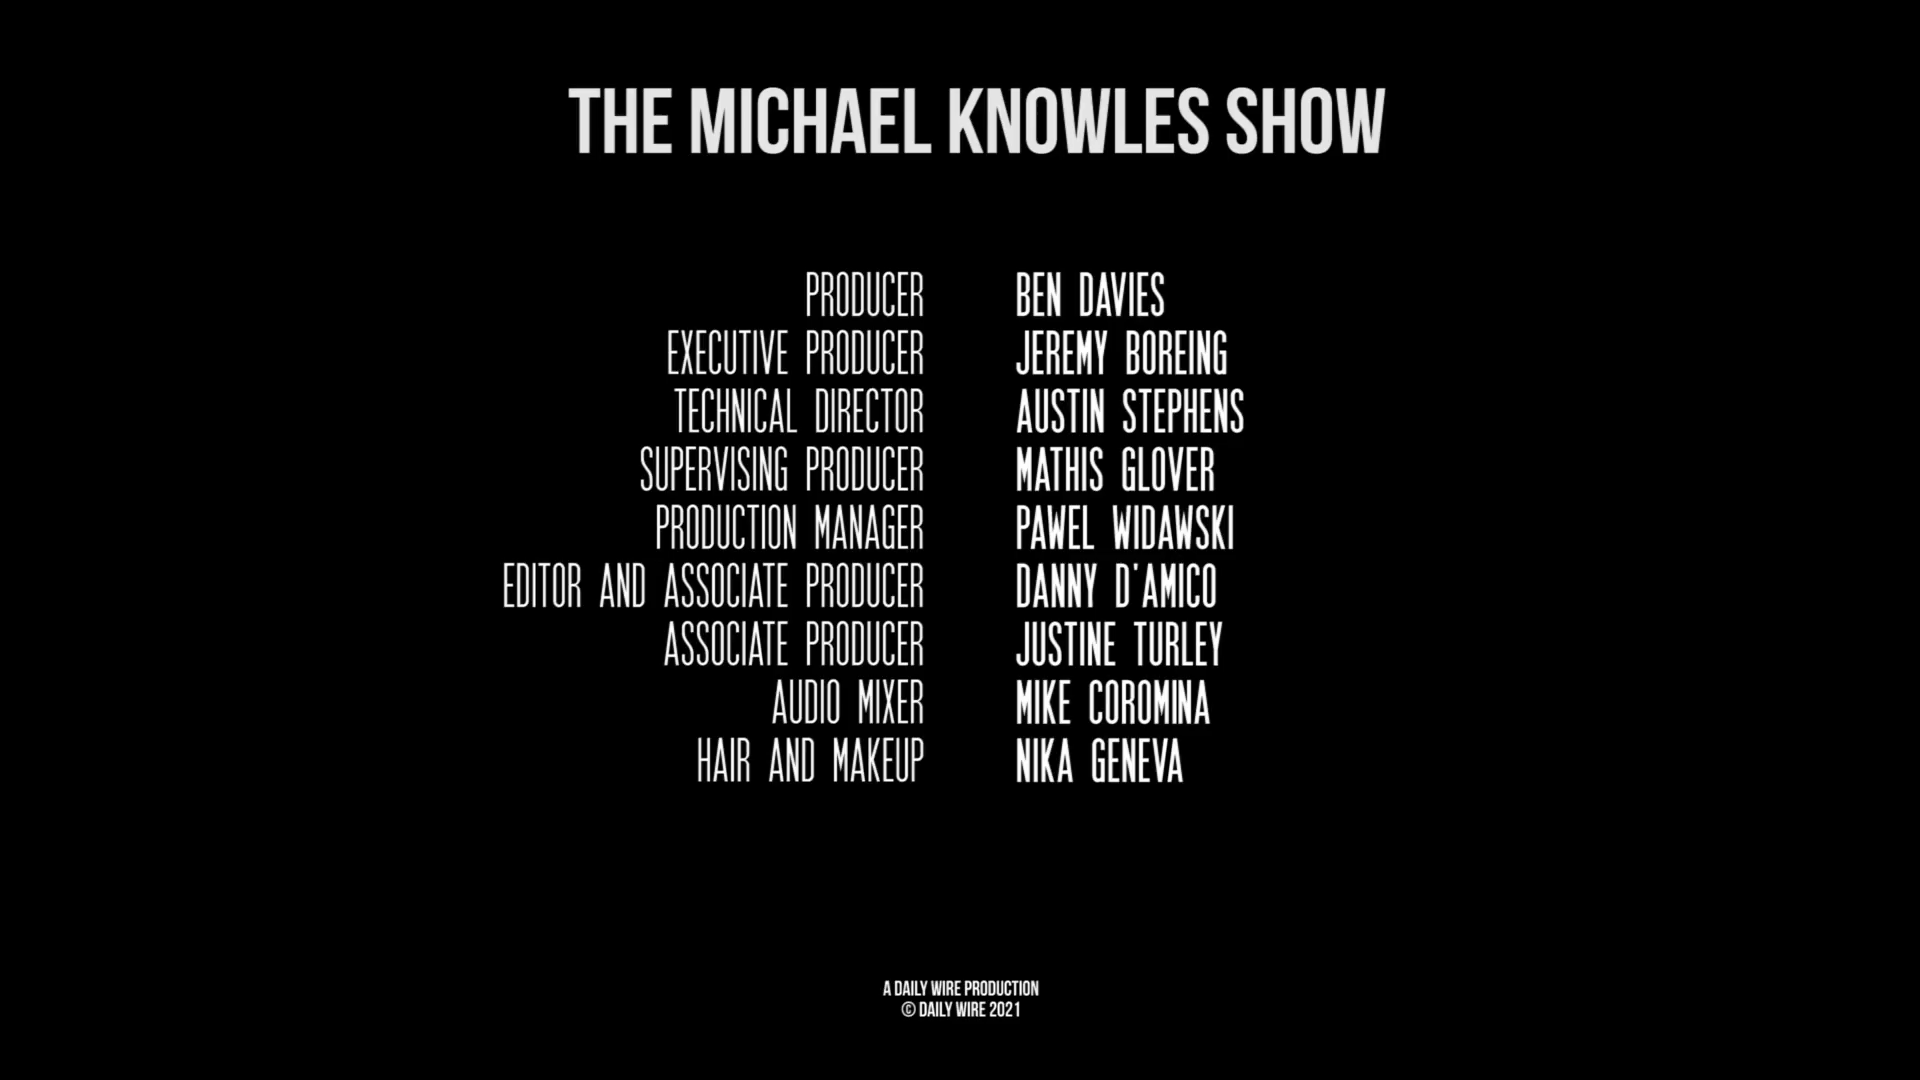 THE MICHAEL KNOWLES SHOW
PRODUCER BEN DAVIES
EXECUTIVE PRODUCER JEREMY BOREING
TECHNICAL DIRECTOR AUSTIN STEPHENS
SUPERVISING PRODUCER MATHIS GLOVER
PRODUCTION MANAGER PAWEL WIDAWSKI
EDITOR AND ASSOCIATE PRODUCER DANNY D'AMICO
ASSOCIATE PRODUCER JUSTINE TURLEY
AUDIO MIXER MIKE COROMINA
HAIR AND MAKEUP NIKA GENEVA
A DAILY WIRE PRODUCTION
© DAILY WIRE 2021